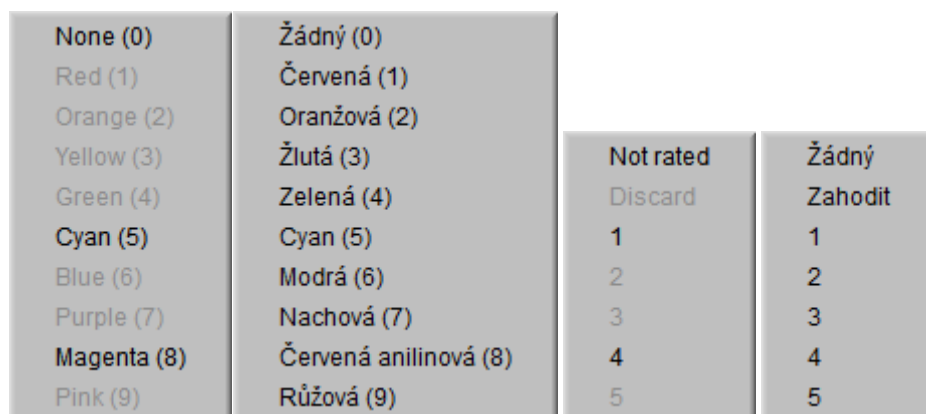 None (0)
Red (1)
Orange (2)
Yellow (3)
Green (4)
Cyan (5)
Blue (6)
Purple (7)
Magenta (8)
Pink (9)
Žádný (0)
Červená (1)
Oranžová (2)
Žlutá (3)
Zelená (4)
Cyan (5)
Modrá (6)
Nachová (7)
Červená anilinová (8)
Růžová (9)
Not rated
Discard
1
2
3
4
5
Žádný
Zahodit
1
2
3
4
5